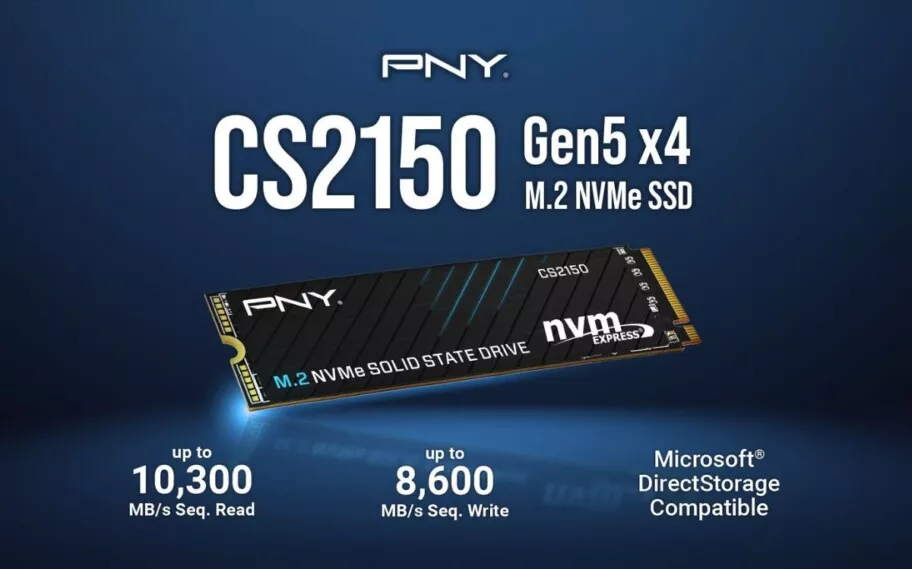 PNY®
CS2150
Gen5 x4
M.2 NVMe SSD
PNY®
CS2150
nvm
EXPRESS®
M.2 NVMe SOLID STATE DRIVE
up to
10,300
MB/s Seq. Read
up to
8,600
MB/s Seq. Write
Microsoft®
DirectStorage
Compatible